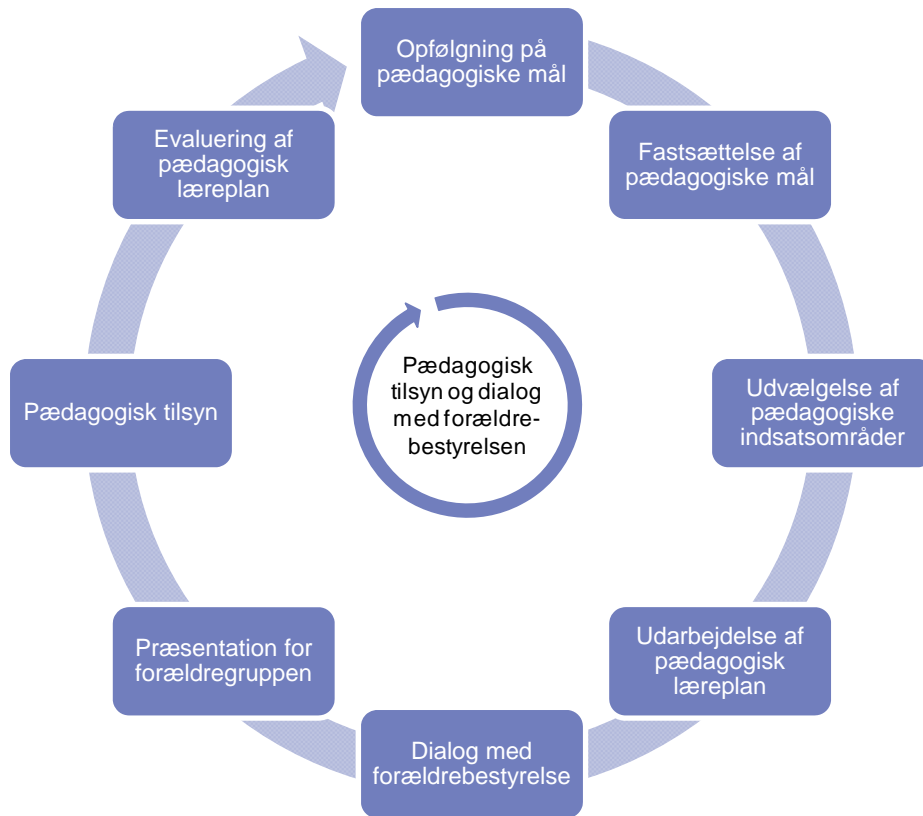 Opfølgning på
pædagogiske mål
Fastsættelse af
pædagogiske mål
Udvælgelse af
pædagogiske
indsatsområder
Udarbejdelse af
pædagogisk
læreplan
Dialog med
forældrebestyrelse
Præsentation for
forældregruppen
Pædagogisk tilsyn
Evaluering af
pædagogisk
læreplan
Pædagogisk
tilsyn og dialog
med forældre-
bestyrelsen